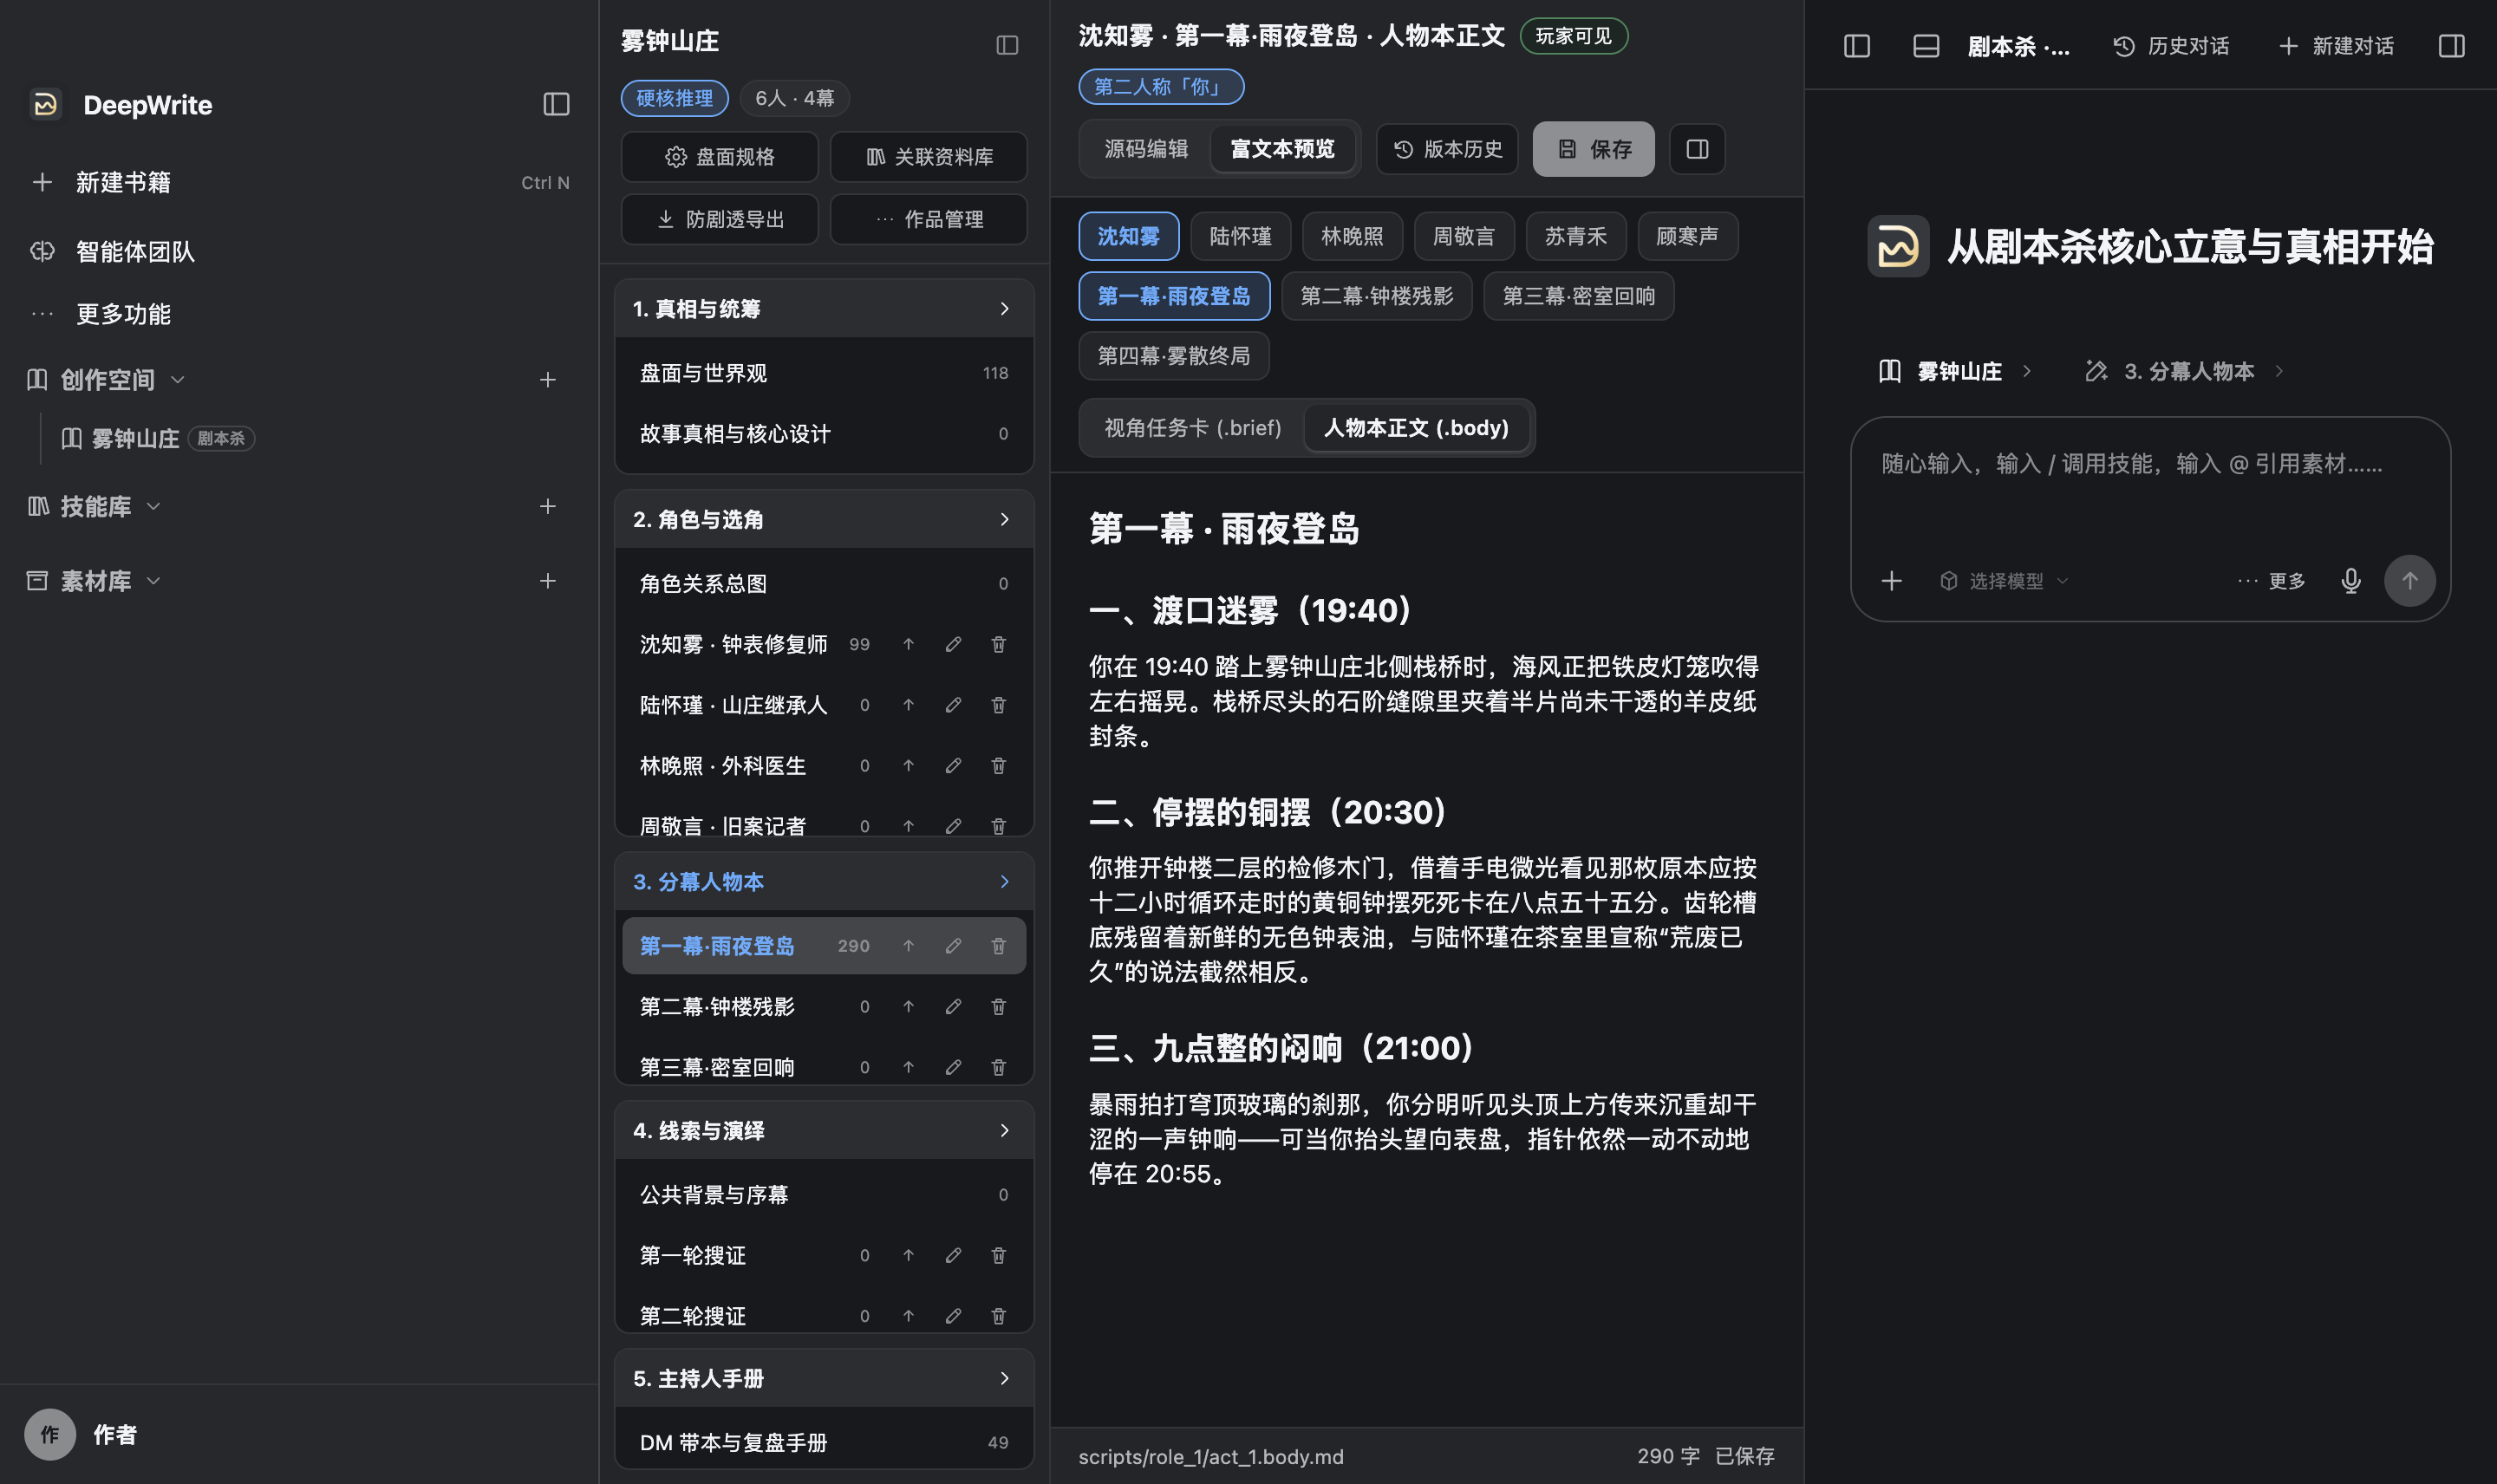 DeepWrite
新建书籍
Ctrl N
智能体团队
更多功能
创作空间
雾钟山庄 剧本杀
技能库
素材库
作 作者
雾钟山庄
硬核推理 6人 · 4幕
盘面规格 关联资料库
防剧透导出 作品管理
1. 真相与统筹
盘面与世界观 118
故事真相与核心设计 0
2. 角色与选角
角色关系总图 0
沈知雾 · 钟表修复师 99
陆怀瑾 · 山庄继承人 0
林晚照 · 外科医生 0
周敬言 · 旧案记者 0
3. 分幕人物本
第一幕·雨夜登岛 290
第二幕·钟楼残影 0
第三幕·密室回响 0
4. 线索与演绎
公共背景与序幕 0
第一轮搜证 0
第二轮搜证 0
5. 主持人手册
DM 带本与复盘手册 49
沈知雾 · 第一幕·雨夜登岛 · 人物本正文 玩家可见
第二人称「你」
源码编辑 富文本预览 版本历史 保存
沈知雾 陆怀瑾 林晚照 周敬言 苏青禾 顾寒声
第一幕·雨夜登岛 第二幕·钟楼残影 第三幕·密室回响
第四幕·雾散终局
视角任务卡 (.brief) 人物本正文 (.body)
第一幕 · 雨夜登岛
一、渡口迷雾（19:40）
你在 19:40 踏上雾钟山庄北侧栈桥时，海风正把铁皮灯笼吹得
左右摇晃。栈桥尽头的石阶缝隙里夹着半片尚未干透的羊皮纸
封条。
二、停摆的铜摆（20:30）
你推开钟楼二层的检修木门，借着手电微光看见那枚原本应按
十二小时循环走时的黄铜钟摆死死卡在八点五十五分。齿轮槽
底残留着新鲜的无色钟表油，与陆怀瑾在茶室里宣称“荒废已
久”的说法截然相反。
三、九点整的闷响（21:00）
暴雨拍打穹顶玻璃的刹那，你分明听见头顶上方传来沉重却干
涩的一声钟响——可当你抬头望向表盘，指针依然一动不动地
停在 20:55。
scripts/role_1/act_1.body.md 290 字 已保存
剧本杀 ·... 历史对话 新建对话
从剧本杀核心立意与真相开始
雾钟山庄 3. 分幕人物本
随心输入，输入 / 调用技能，输入 @ 引用素材……
选择模型 更多